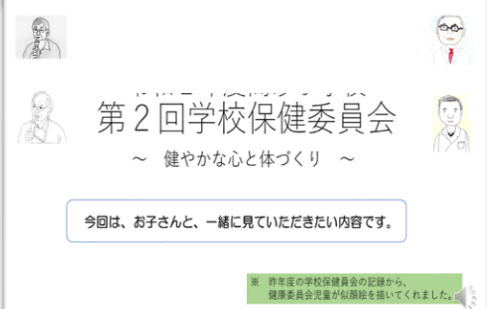 第２回学校保健委員会
～　健やかな心と体づくり　～
今回は、お子さんと、一緒に見ていただきたい内容です。
※　昨年度の学校保健員会の記録から、
健康委員会児童が似顔絵を描いてくれました。